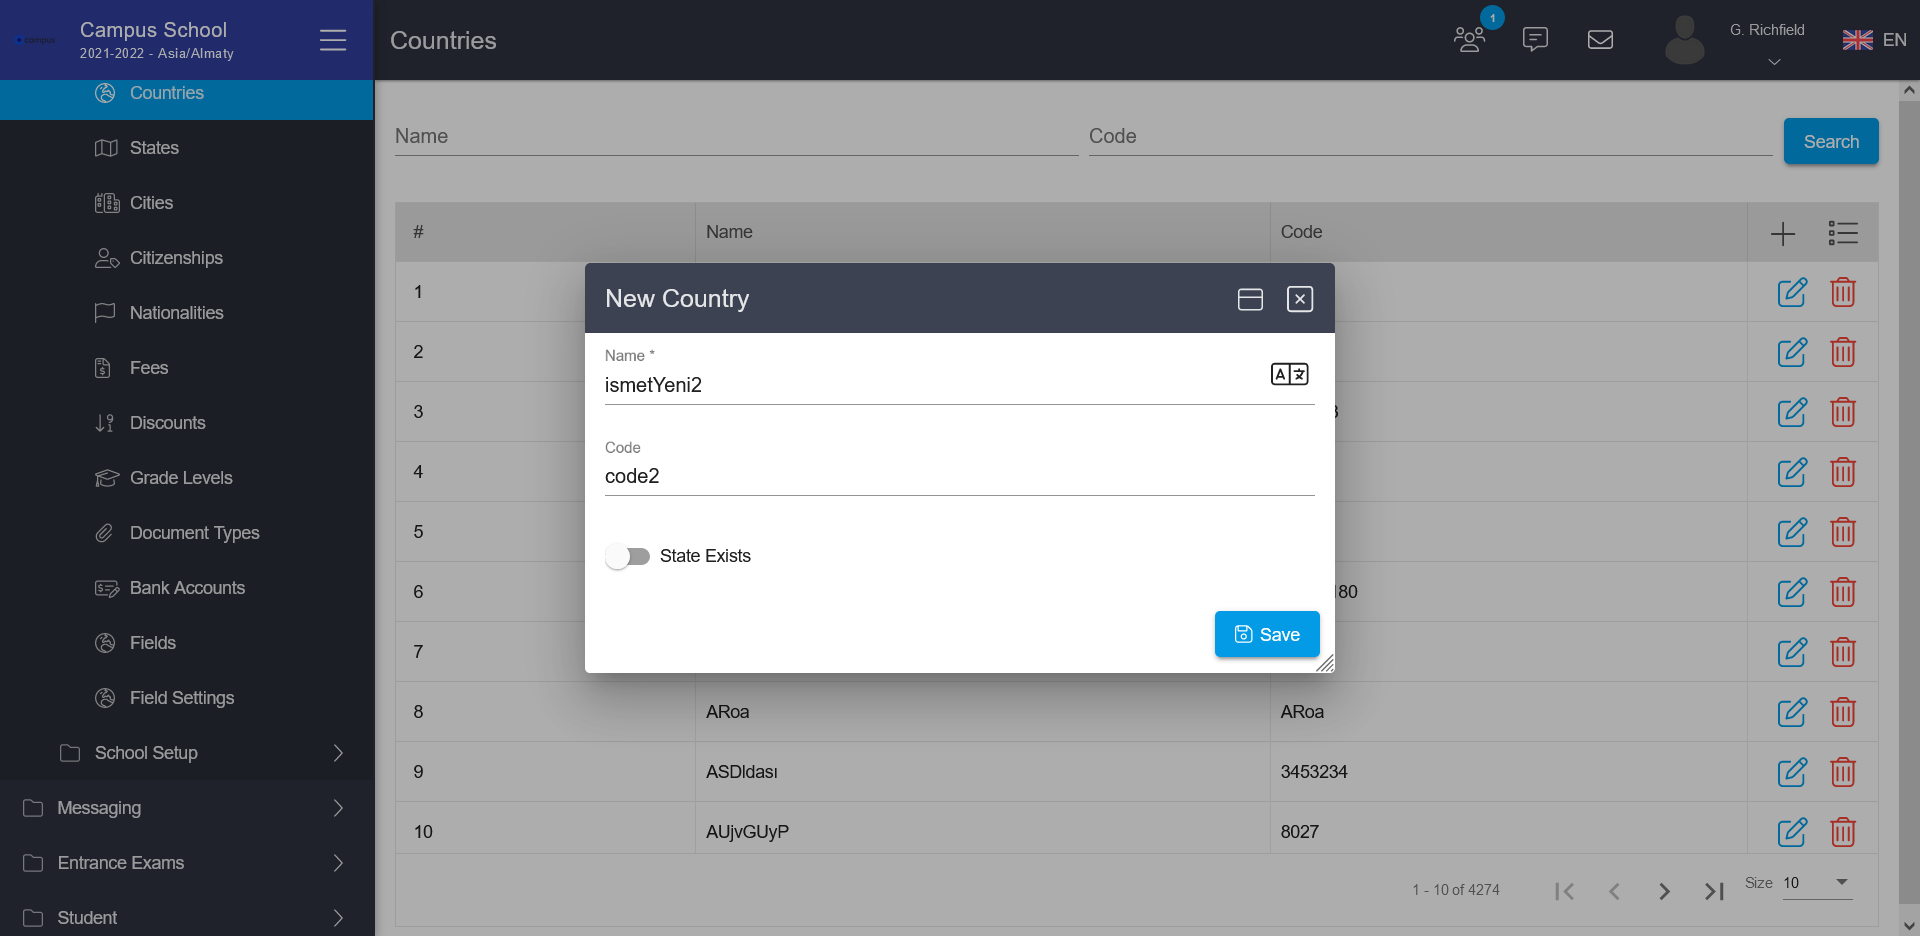 campus
Campus School
2021-2022 - Asia/Almaty
Countries
1
G. Richfield
EN
Countries
States
Cities
Citizenships
Nationalities
Fees
Discounts
Grade Levels
Document Types
Bank Accounts
Fields
Field Settings
School Setup
Messaging
Entrance Exams
Student
Name
Code
Search
#
Name
Code
1
2
3
4
5
6
180
7
8
ARoa
ARoa
9
ASDldası
3453234
10
AUjvGUyP
8027
1 - 10 of 4274
Size
10
New Country
Name *
ismetYeni2
Code
code2
State Exists
Save